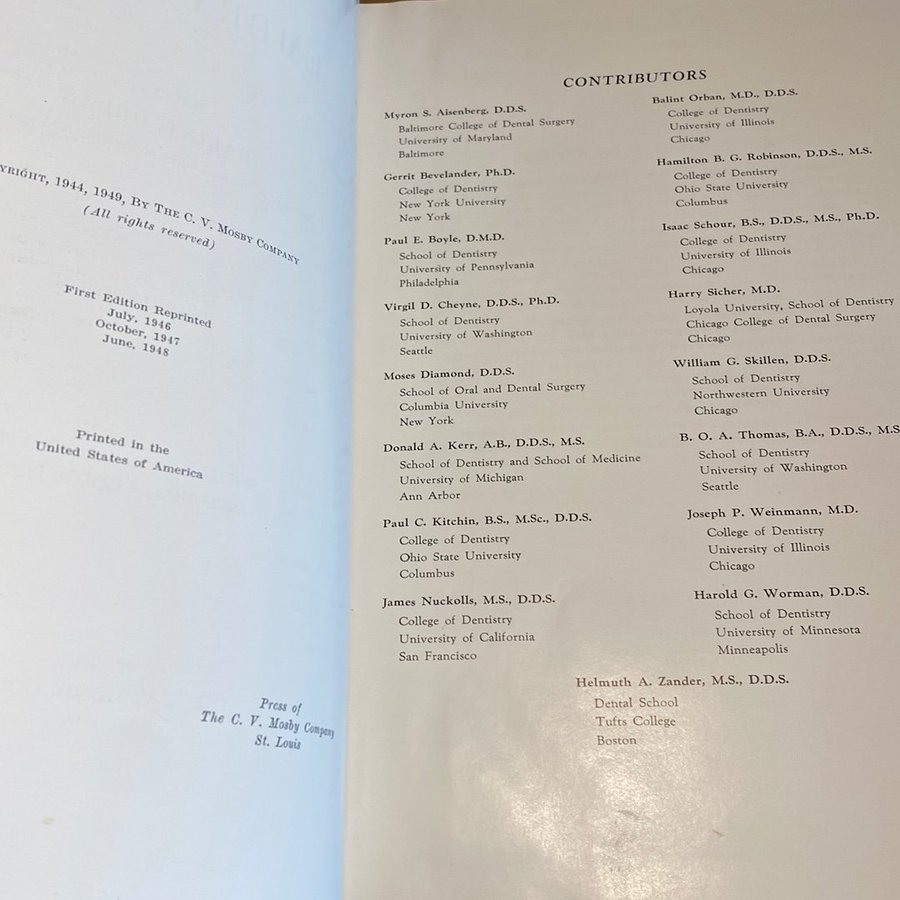 YRIGHT, 1944, 1949, BY THE C. V. MOSBY COMPANY
(All rights reserved)
First Edition Reprinted
July, 1946
October, 1947
June, 1948
Printed in the
United States of America
Press of
The C. V. Mosby Company
St. Louis
CONTRIBUTORS
Myron S. Aisenberg, D.D.S.
Baltimore College of Dental Surgery
University of Maryland
Baltimore
Gerrit Bevelander, Ph.D.
College of Dentistry
New York University
New York
Paul E. Boyle, D.M.D.
School of Dentistry
University of Pennsylvania
Philadelphia
Virgil D. Cheyne, D.D.S., Ph.D.
School of Dentistry
University of Washington
Seattle
Moses Diamond, D.D.S.
School of Oral and Dental Surgery
Columbia University
New York
Donald A. Kerr, A.B., D.D.S., M.S.
School of Dentistry and School of Medicine
University of Michigan
Ann Arbor
Paul C. Kitchin, B.S., M.Sc., D.D.S.
College of Dentistry
Ohio State University
Columbus
James Nuckolls, M.S., D.D.S.
College of Dentistry
University of California
San Francisco
Balint Orban, M.D., D.D.S.
College of Dentistry
University of Illinois
Chicago
Hamilton B. G. Robinson, D.D.S., M.S.
College of Dentistry
Ohio State University
Columbus
Isaac Schour, B.S., D.D.S., M.S., Ph.D.
College of Dentistry
University of Illinois
Chicago
Harry Sicher, M.D.
Loyola University, School of Dentistry
Chicago College of Dental Surgery
Chicago
William G. Skillen, D.D.S.
School of Dentistry
Northwestern University
Chicago
B. O. A. Thomas, B.A., D.D.S., M.S
School of Dentistry
University of Washington
Seattle
Joseph P. Weinmann, M.D.
College of Dentistry
University of Illinois
Chicago
Harold G. Worman, D.D.S.
School of Dentistry
University of Minnesota
Minneapolis
Helmuth A. Zander, M.S., D.D.S.
Dental School
Tufts College
Boston